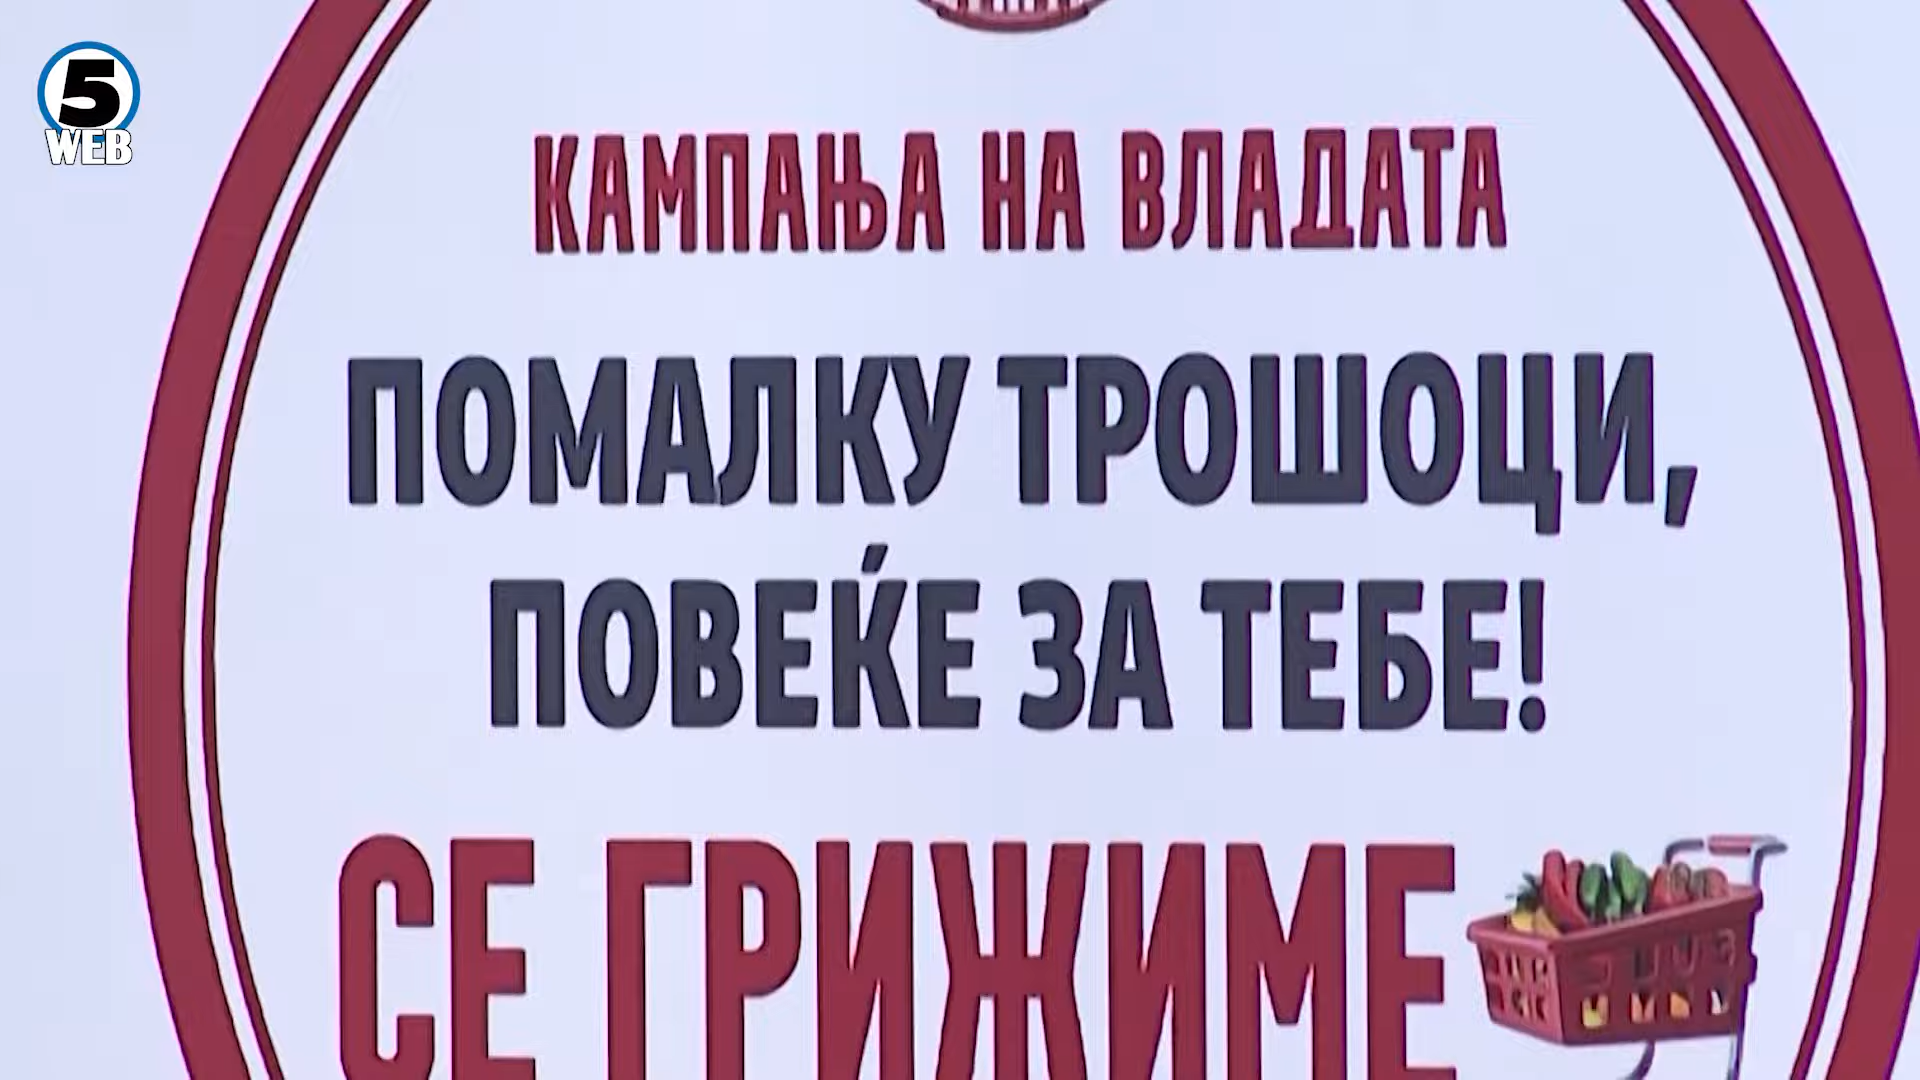 5
WEB
КАМПАЊА НА ВЛАДАТА
ПОМАЛКУ ТРОШОЦИ,
ПОВЕЌЕ ЗА ТЕБЕ!
СЕ ГРИЖИМЕ